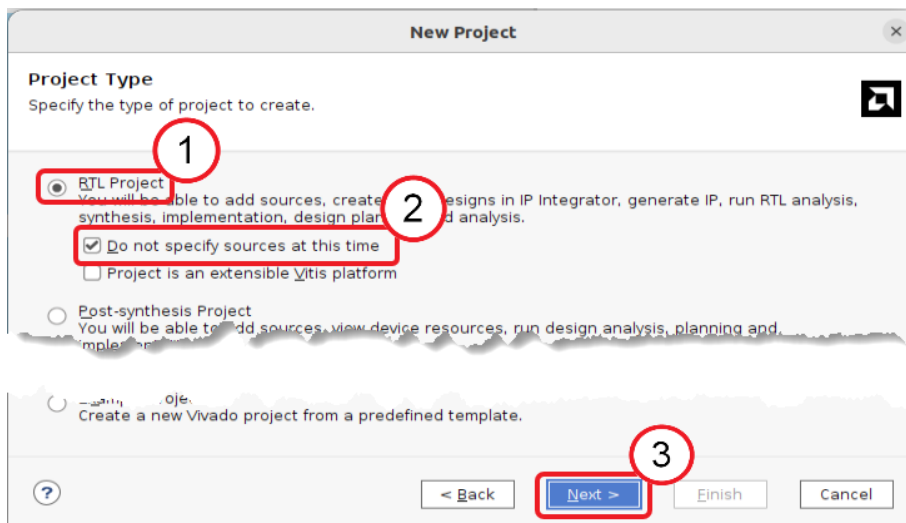 New Project
Project Type
Specify the type of project to create.
1
RTL Project
You will be able to add sources, create esigns in IP Integrator, generate IP, run RTL analysis,
synthesis, implementation, design plan d analysis.
2
Do not specify sources at this time
Project is an extensible Vitis platform
Post-synthesis Project
You will be able to add sources, view device resources, run design analysis, planning and
Create a new Vivado project from a predefined template.
3
?
< Back
Next >
Finish
Cancel